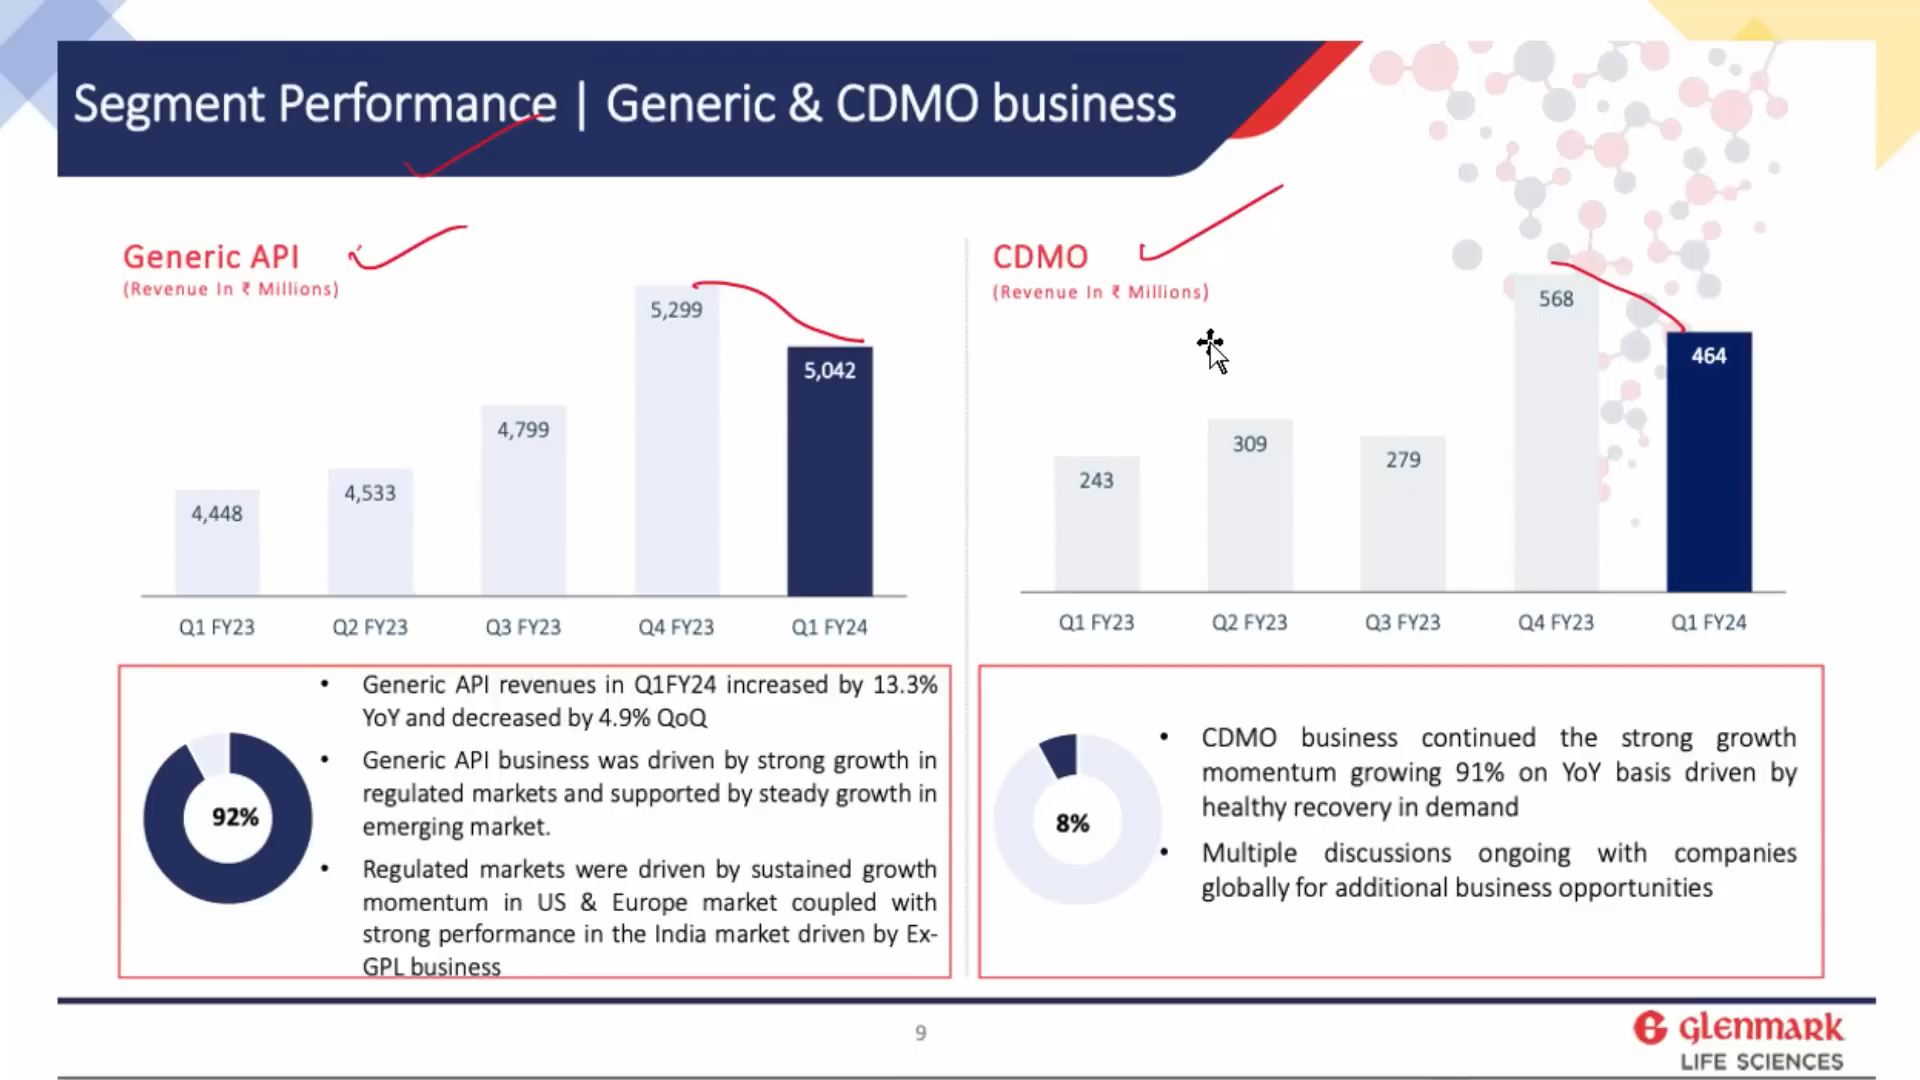 Segment Performance | Generic & CDMO business
Generic API
(Revenue In ₹ Millions)
5,299
5,042
4,799
4,533
4,448
Q1 FY23
Q2 FY23
Q3 FY23
Q4 FY23
Q1 FY24
CDMO
(Revenue In ₹ Millions)
568
464
309
279
243
Q1 FY23
Q2 FY23
Q3 FY23
Q4 FY23
Q1 FY24
92%
• Generic API revenues in Q1FY24 increased by 13.3%
YoY and decreased by 4.9% QoQ
• Generic API business was driven by strong growth in
regulated markets and supported by steady growth in
emerging market.
• Regulated markets were driven by sustained growth
momentum in US & Europe market coupled with
strong performance in the India market driven by Ex-
GPL business
8%
• CDMO business continued the strong growth
momentum growing 91% on YoY basis driven by
healthy recovery in demand
• Multiple discussions ongoing with companies
globally for additional business opportunities
9
glenmark
LIFE SCIENCES